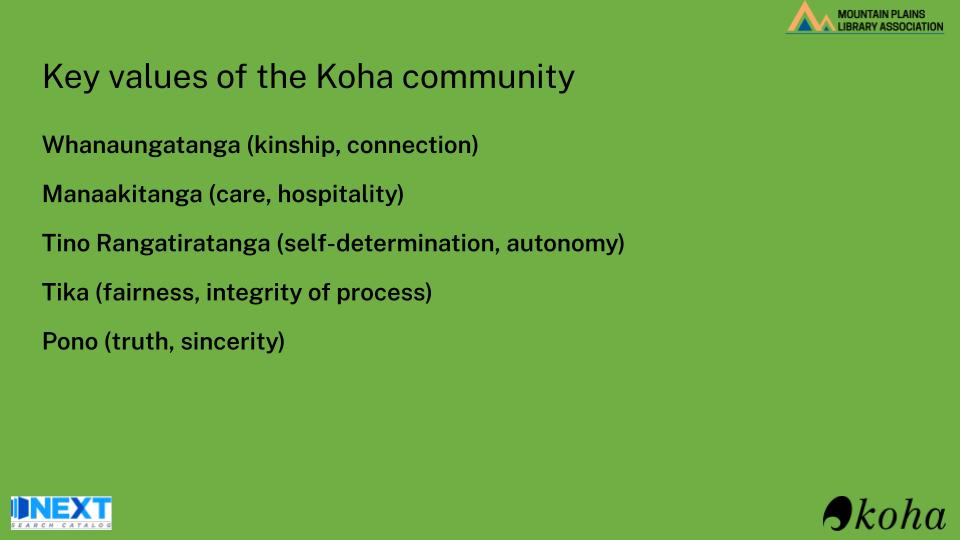 MOUNTAIN PLAINS
LIBRARY ASSOCIATION
Key values of the Koha community
Whanaungatanga (kinship, connection)
Manaakitanga (care, hospitality)
Tino Rangatiratanga (self-determination, autonomy)
Tika (fairness, integrity of process)
Pono (truth, sincerity)
NEXT
SEARCH CATALOG
koha